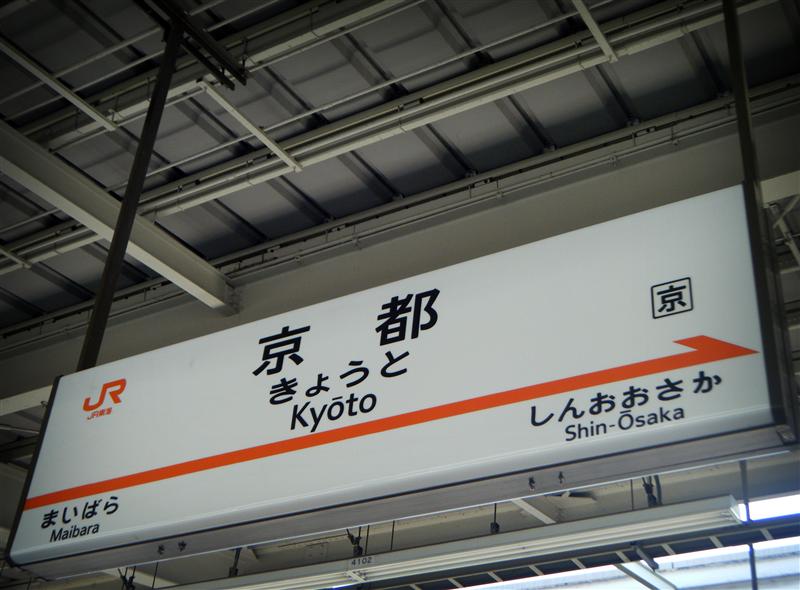 京
京都
きょうと
Kyōto
JR
JR東海
しんおおさか
Shin-Ōsaka
まいばら
Maibara
4102